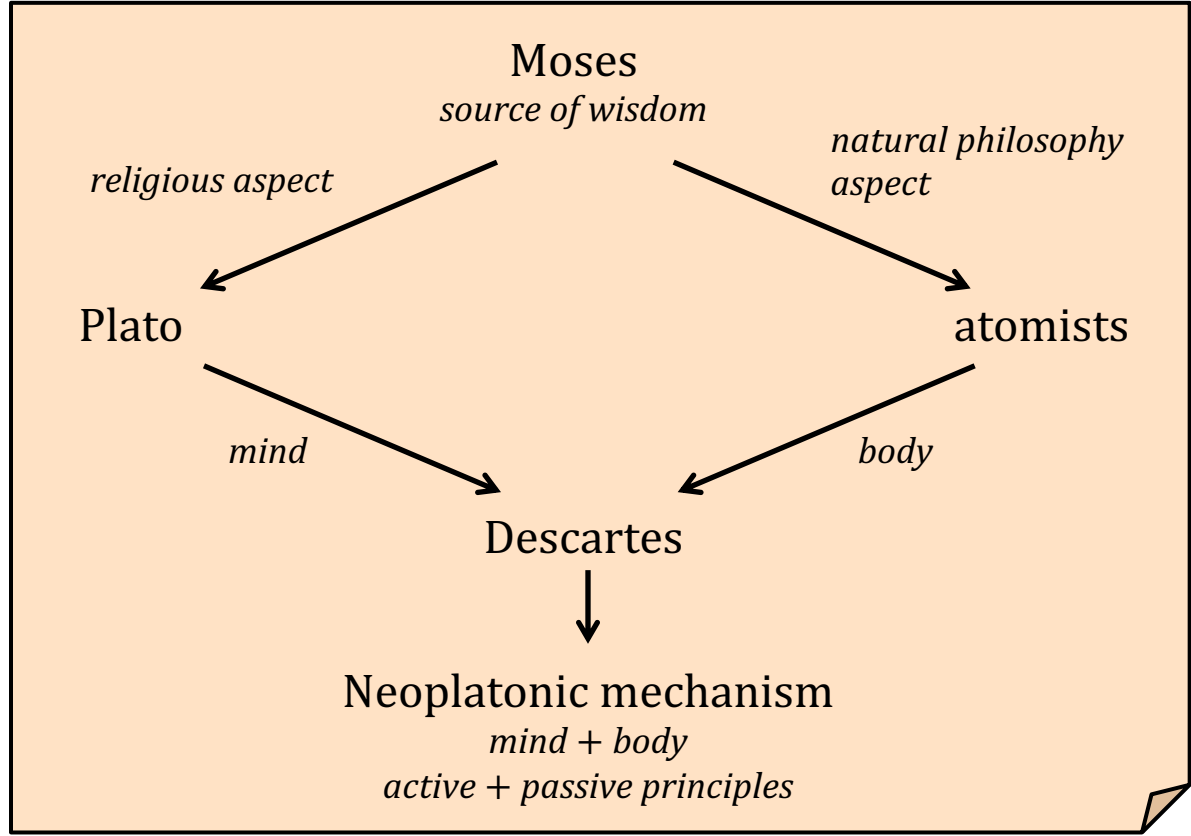 Moses
source of wisdom
religious aspect
natural philosophy
aspect
Plato
atomists
mind
body
Descartes
Neoplatonic mechanism
mind + body
active + passive principles